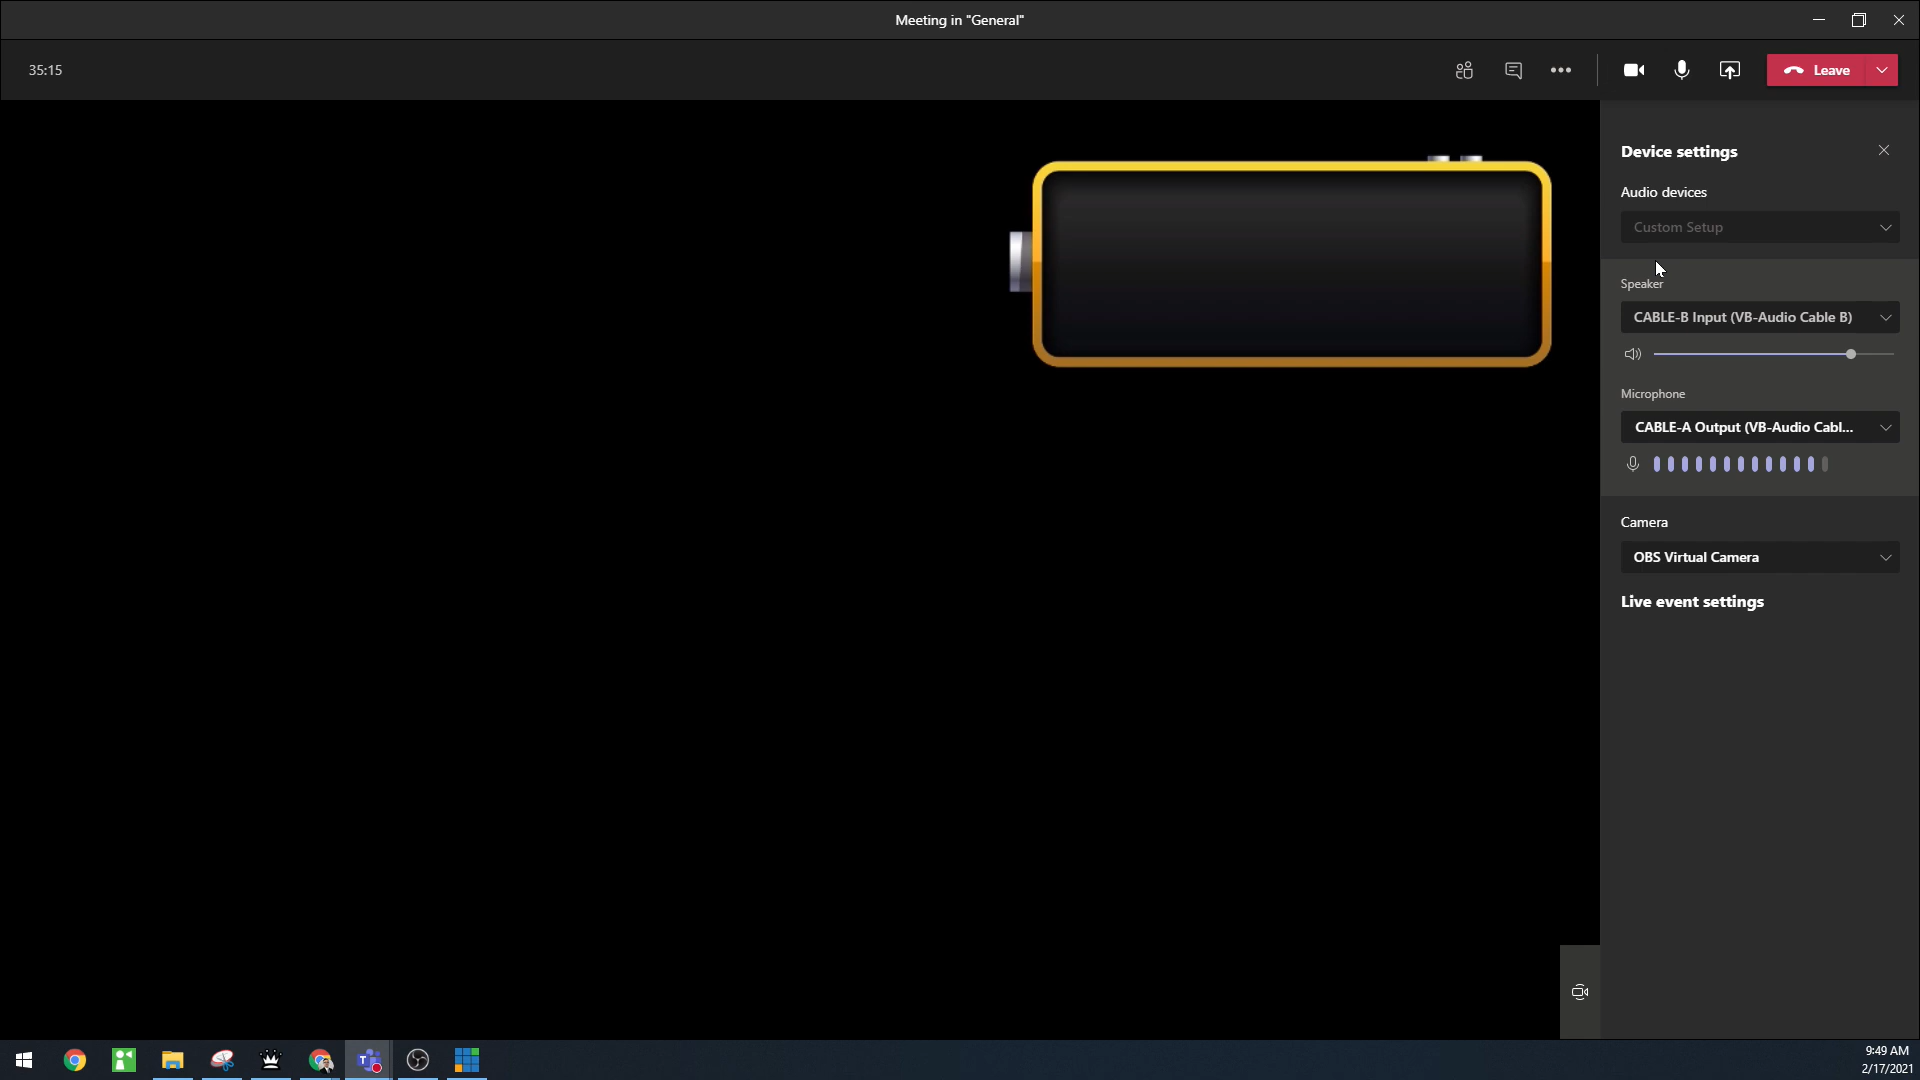 Meeting in "General"
35:15
Leave
Device settings
Audio devices
Custom Setup
Speaker
CABLE-B Input (VB-Audio Cable B)
Microphone
CABLE-A Output (VB-Audio Cabl...
Camera
OBS Virtual Camera
Live event settings
9:49 AM
2/17/2021